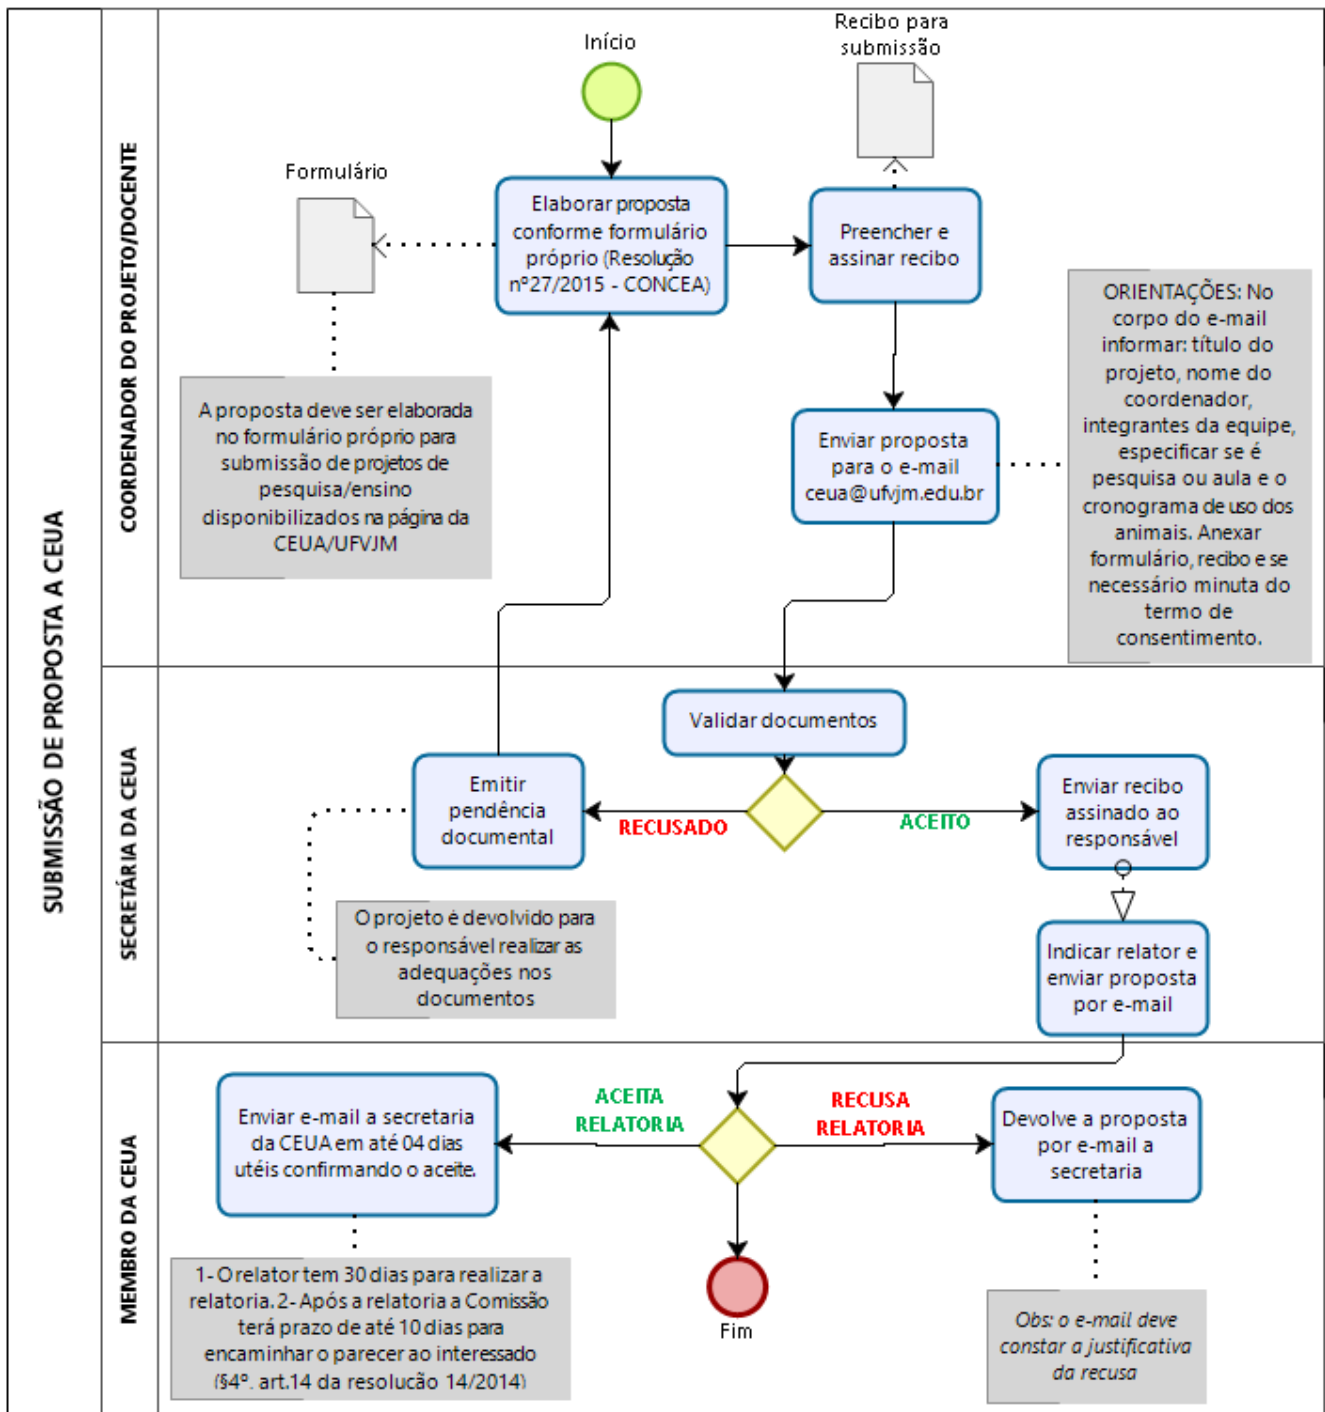 SUBMISSÃO DE PROPOSTA A CEUA
COORDENADOR DO PROJETO/DOCENTE
Início
Recibo para
submissão
Formulário
Elaborar proposta
conforme formulário
próprio (Resolução
nº27/2015 - CONCEA)
Preencher e
assinar recibo
A proposta deve ser elaborada
no formulário próprio para
submissão de projetos de
pesquisa/ensino
disponibilizados na página da
CEUA/UFVJM
Enviar proposta
para o e-mail
ceua@ufvjm.edu.br
ORIENTAÇÕES: No
corpo do e-mail
informar: título do
projeto, nome do
coordenador,
integrantes da equipe,
especificar se é
pesquisa ou aula e o
cronograma de uso dos
animais. Anexar
formulário, recibo e se
necessário minuta do
termo de
consentimento.
SECRETÁRIA DA CEUA
Validar documentos
Emitir
pendência
documental
RECUSADO
ACEITO
Enviar recibo
assinado ao
responsável
O projeto é devolvido para
o responsável realizar as
adequações nos
documentos
Indicar relator e
enviar proposta
por e-mail
MEMBRO DA CEUA
Enviar e-mail a secretaria
da CEUA em até 04 dias
utéis confirmando o aceite.
ACEITA
RELATORIA
RECUSA
RELATORIA
Devolve a proposta
por e-mail a
secretaria
1- O relator tem 30 dias para realizar a
relatoria. 2- Após a relatoria a Comissão
terá prazo de até 10 dias para
encaminhar o parecer ao interessado
(§4º. art.14 da resolução 14/2014)
Fim
Obs: o e-mail deve
constar a justificativa
da recusa